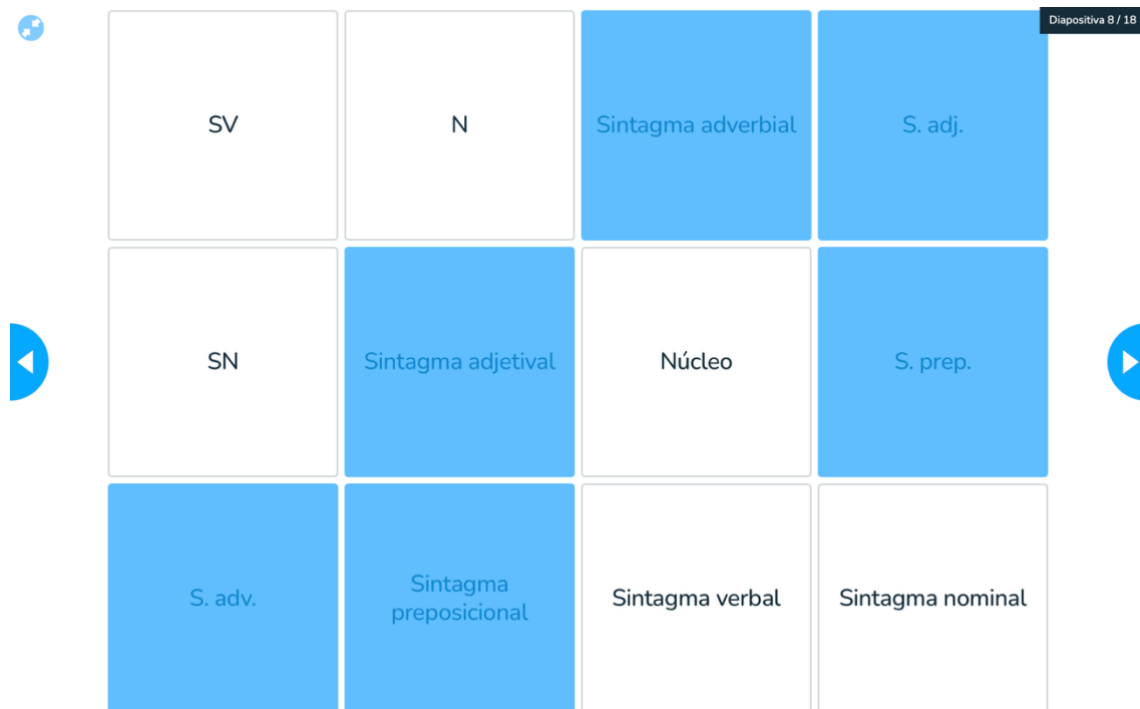 Diapositiva 8 / 18
SV
N
Sintagma adverbial
S. adj.
SN
Sintagma adjetival
Núcleo
S. prep.
S. adv.
Sintagma
preposicional
Sintagma verbal
Sintagma nominal